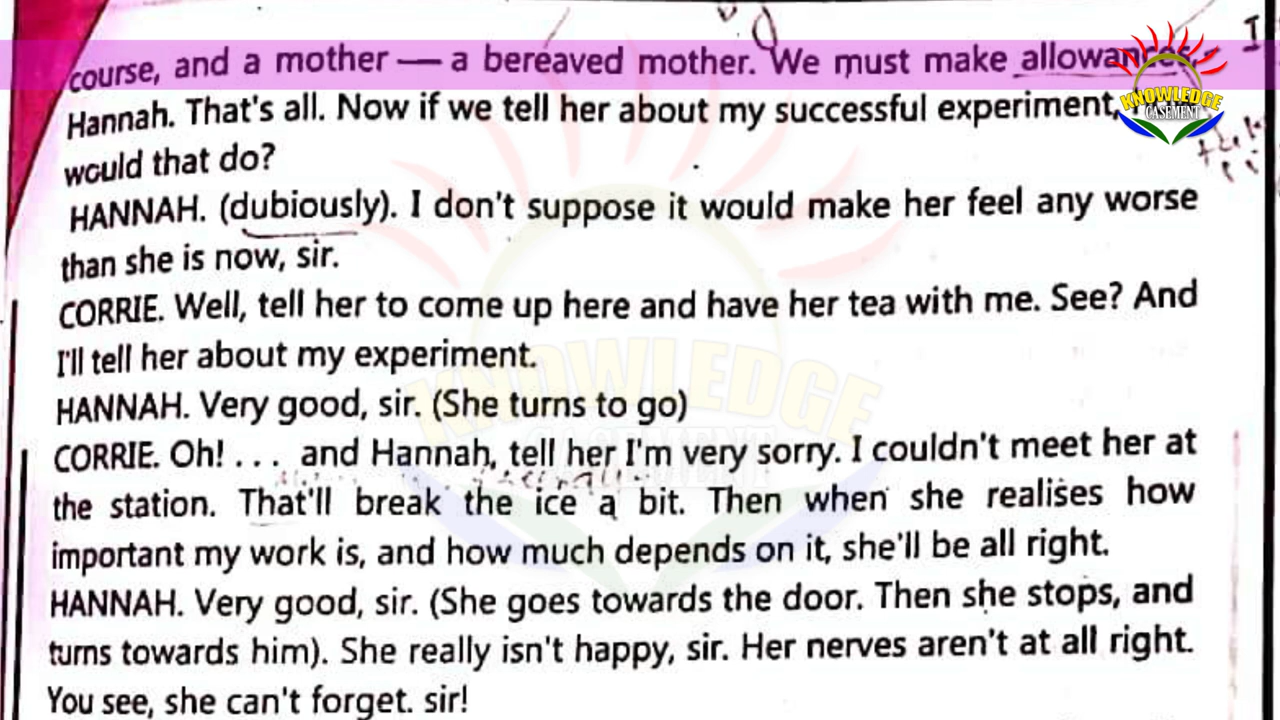 course, and a mother — a bereaved mother. We must make allowances,
Hannah. That's all. Now if we tell her about my successful experiment,
would that do?
HANNAH. (dubiously). I don't suppose it would make her feel any worse
than she is now, sir.
CORRIE. Well, tell her to come up here and have her tea with me. See? And
I'll tell her about my experiment.
HANNAH. Very good, sir. (She turns to go)
CORRIE. Oh! . . . and Hannah, tell her I'm very sorry. I couldn't meet her at
the station. That'll break the ice a bit. Then when she realises how
important my work is, and how much depends on it, she'll be all right.
HANNAH. Very good, sir. (She goes towards the door. Then she stops, and
turns towards him). She really isn't happy, sir. Her nerves aren't at all right.
You see, she can't forget. sir!
KNOWLEDGE
CASEMENT
KNOWLEDGE
CASEMENT